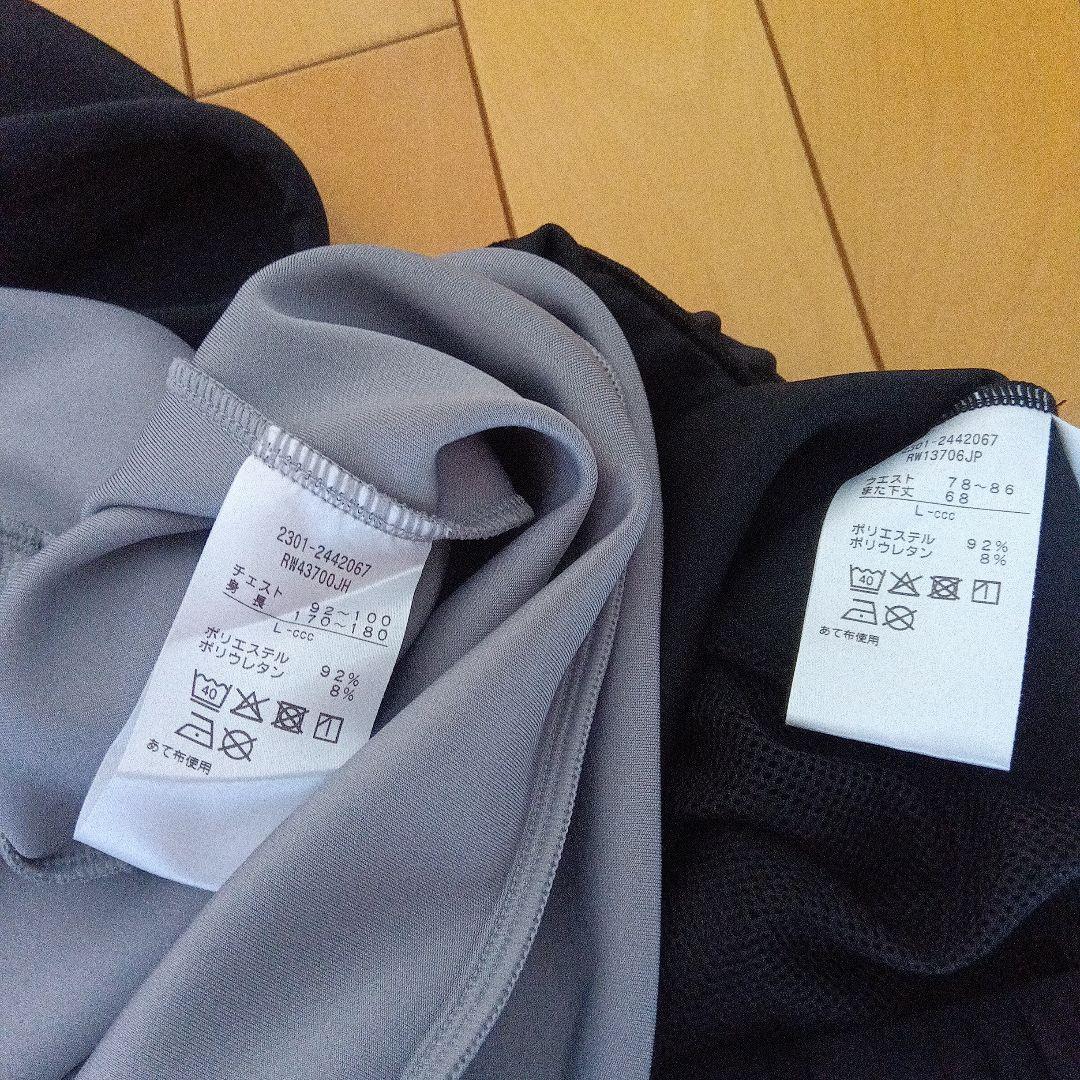 2301-2442067
RW43700JH
チェスト 92～100
身長 170～180
L-ccc
ポリエステル 92%
ポリウレタン 8%
40
あて布使用
2301-2442067
RW13706JP
ウエスト 78～86
また下丈 68
L-ccc
ポリエステル 92%
ポリウレタン 8%
40
あて布使用